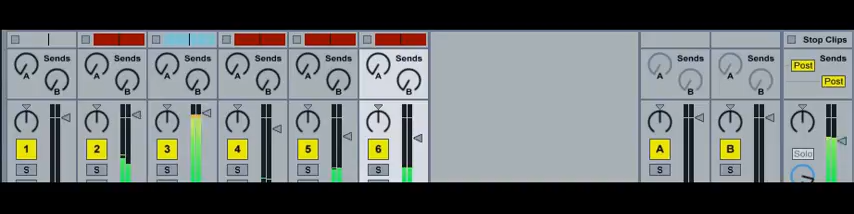 Stop Clips
Sends Sends Sends Sends Sends Sends Sends Sends Sends
A A A A A A A A Post
B B B B B B B B Post
1 2 3 4 5 6 A B Solo
S S S S S S S S